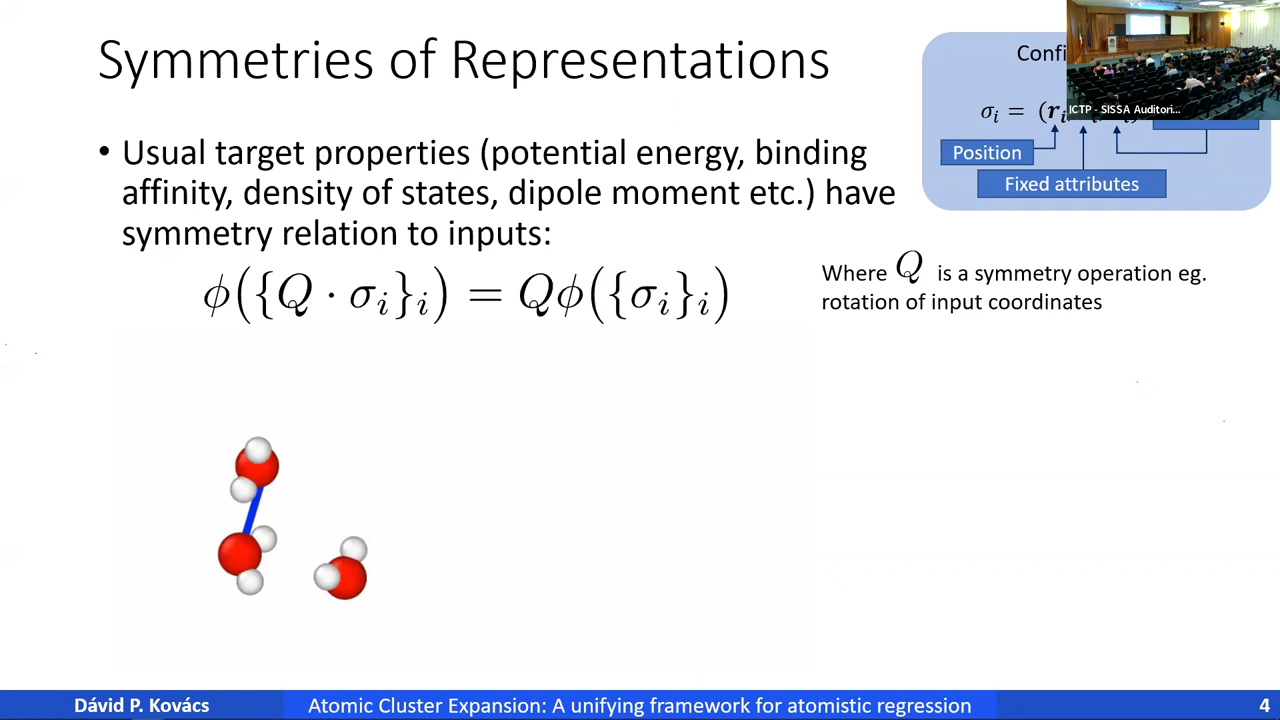 Symmetries of Representations
Confi
σᵢ = (𝒓ᵢ
ICTP - SISSA Auditori...
Position
Fixed attributes
• Usual target properties (potential energy, binding
affinity, density of states, dipole moment etc.) have
symmetry relation to inputs:
ϕ({Q · σᵢ}ᵢ) = Qϕ({σᵢ}ᵢ)
Where Q is a symmetry operation eg.
rotation of input coordinates
Dávid P. Kovács
Atomic Cluster Expansion: A unifying framework for atomistic regression
4